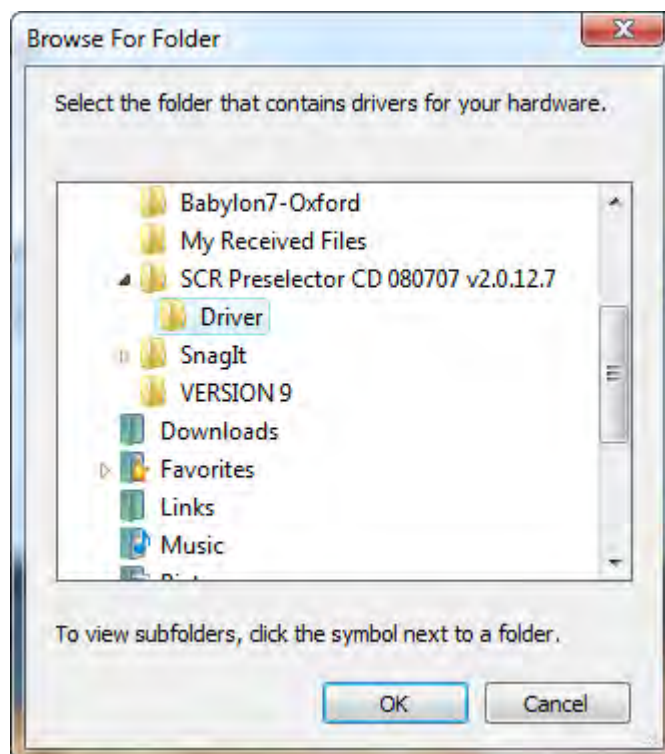 Browse For Folder
Select the folder that contains drivers for your hardware.
Babylon7-Oxford
My Received Files
SCR Preselector CD 080707 v2.0.12.7
Driver
SnagIt
VERSION 9
Downloads
Favorites
Links
Music
To view subfolders, click the symbol next to a folder.
OK
Cancel